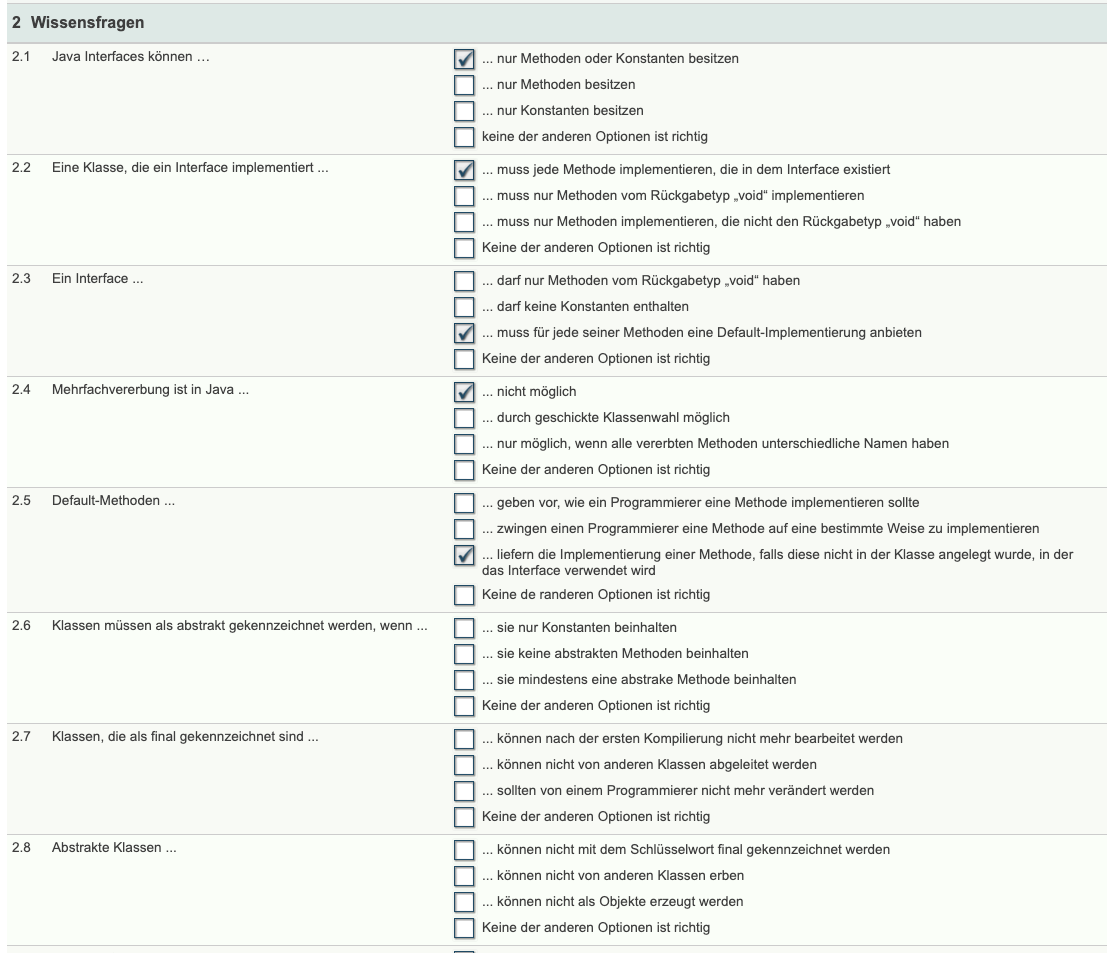 2 Wissensfragen
2.1 Java Interfaces können …
... nur Methoden oder Konstanten besitzen
... nur Methoden besitzen
... nur Konstanten besitzen
keine der anderen Optionen ist richtig
2.2 Eine Klasse, die ein Interface implementiert ...
... muss jede Methode implementieren, die in dem Interface existiert
... muss nur Methoden vom Rückgabetyp „void“ implementieren
... muss nur Methoden implementieren, die nicht den Rückgabetyp „void“ haben
Keine der anderen Optionen ist richtig
2.3 Ein Interface ...
... darf nur Methoden vom Rückgabetyp „void“ haben
... darf keine Konstanten enthalten
... muss für jede seiner Methoden eine Default-Implementierung anbieten
Keine der anderen Optionen ist richtig
2.4 Mehrfachvererbung ist in Java ...
... nicht möglich
... durch geschickte Klassenwahl möglich
... nur möglich, wenn alle vererbten Methoden unterschiedliche Namen haben
Keine der anderen Optionen ist richtig
2.5 Default-Methoden ...
... geben vor, wie ein Programmierer eine Methode implementieren sollte
... zwingen einen Programmierer eine Methode auf eine bestimmte Weise zu implementieren
... liefern die Implementierung einer Methode, falls diese nicht in der Klasse angelegt wurde, in der
das Interface verwendet wird
Keine de randeren Optionen ist richtig
2.6 Klassen müssen als abstrakt gekennzeichnet werden, wenn ...
... sie nur Konstanten beinhalten
... sie keine abstrakten Methoden beinhalten
... sie mindestens eine abstrake Methode beinhalten
Keine der anderen Optionen ist richtig
2.7 Klassen, die als final gekennzeichnet sind ...
... können nach der ersten Kompilierung nicht mehr bearbeitet werden
... können nicht von anderen Klassen abgeleitet werden
... sollten von einem Programmierer nicht mehr verändert werden
Keine der anderen Optionen ist richtig
2.8 Abstrakte Klassen ...
... können nicht mit dem Schlüsselwort final gekennzeichnet werden
... können nicht von anderen Klassen erben
... können nicht als Objekte erzeugt werden
Keine der anderen Optionen ist richtig